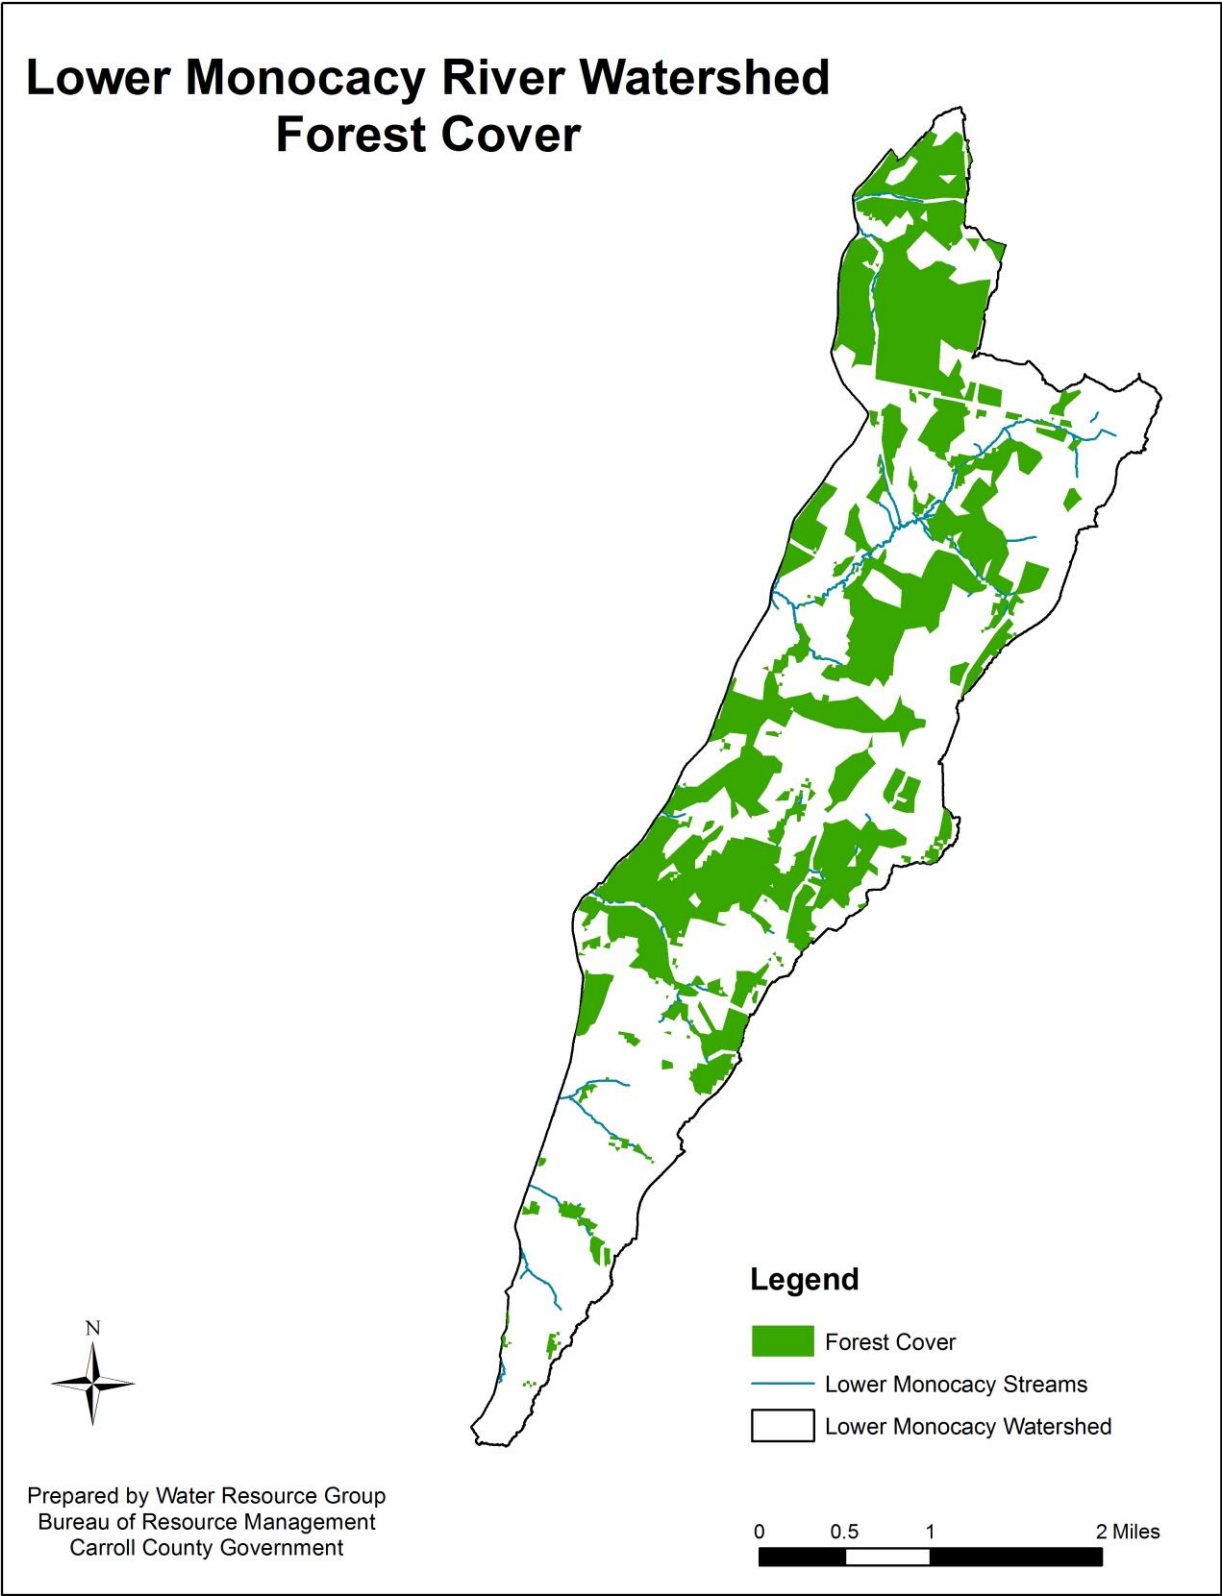 Lower Monocacy River Watershed
Forest Cover
Legend
Forest Cover
Lower Monocacy Streams
Lower Monocacy Watershed
N
Prepared by Water Resource Group
Bureau of Resource Management
Carroll County Government
0 0.5 1 2 Miles